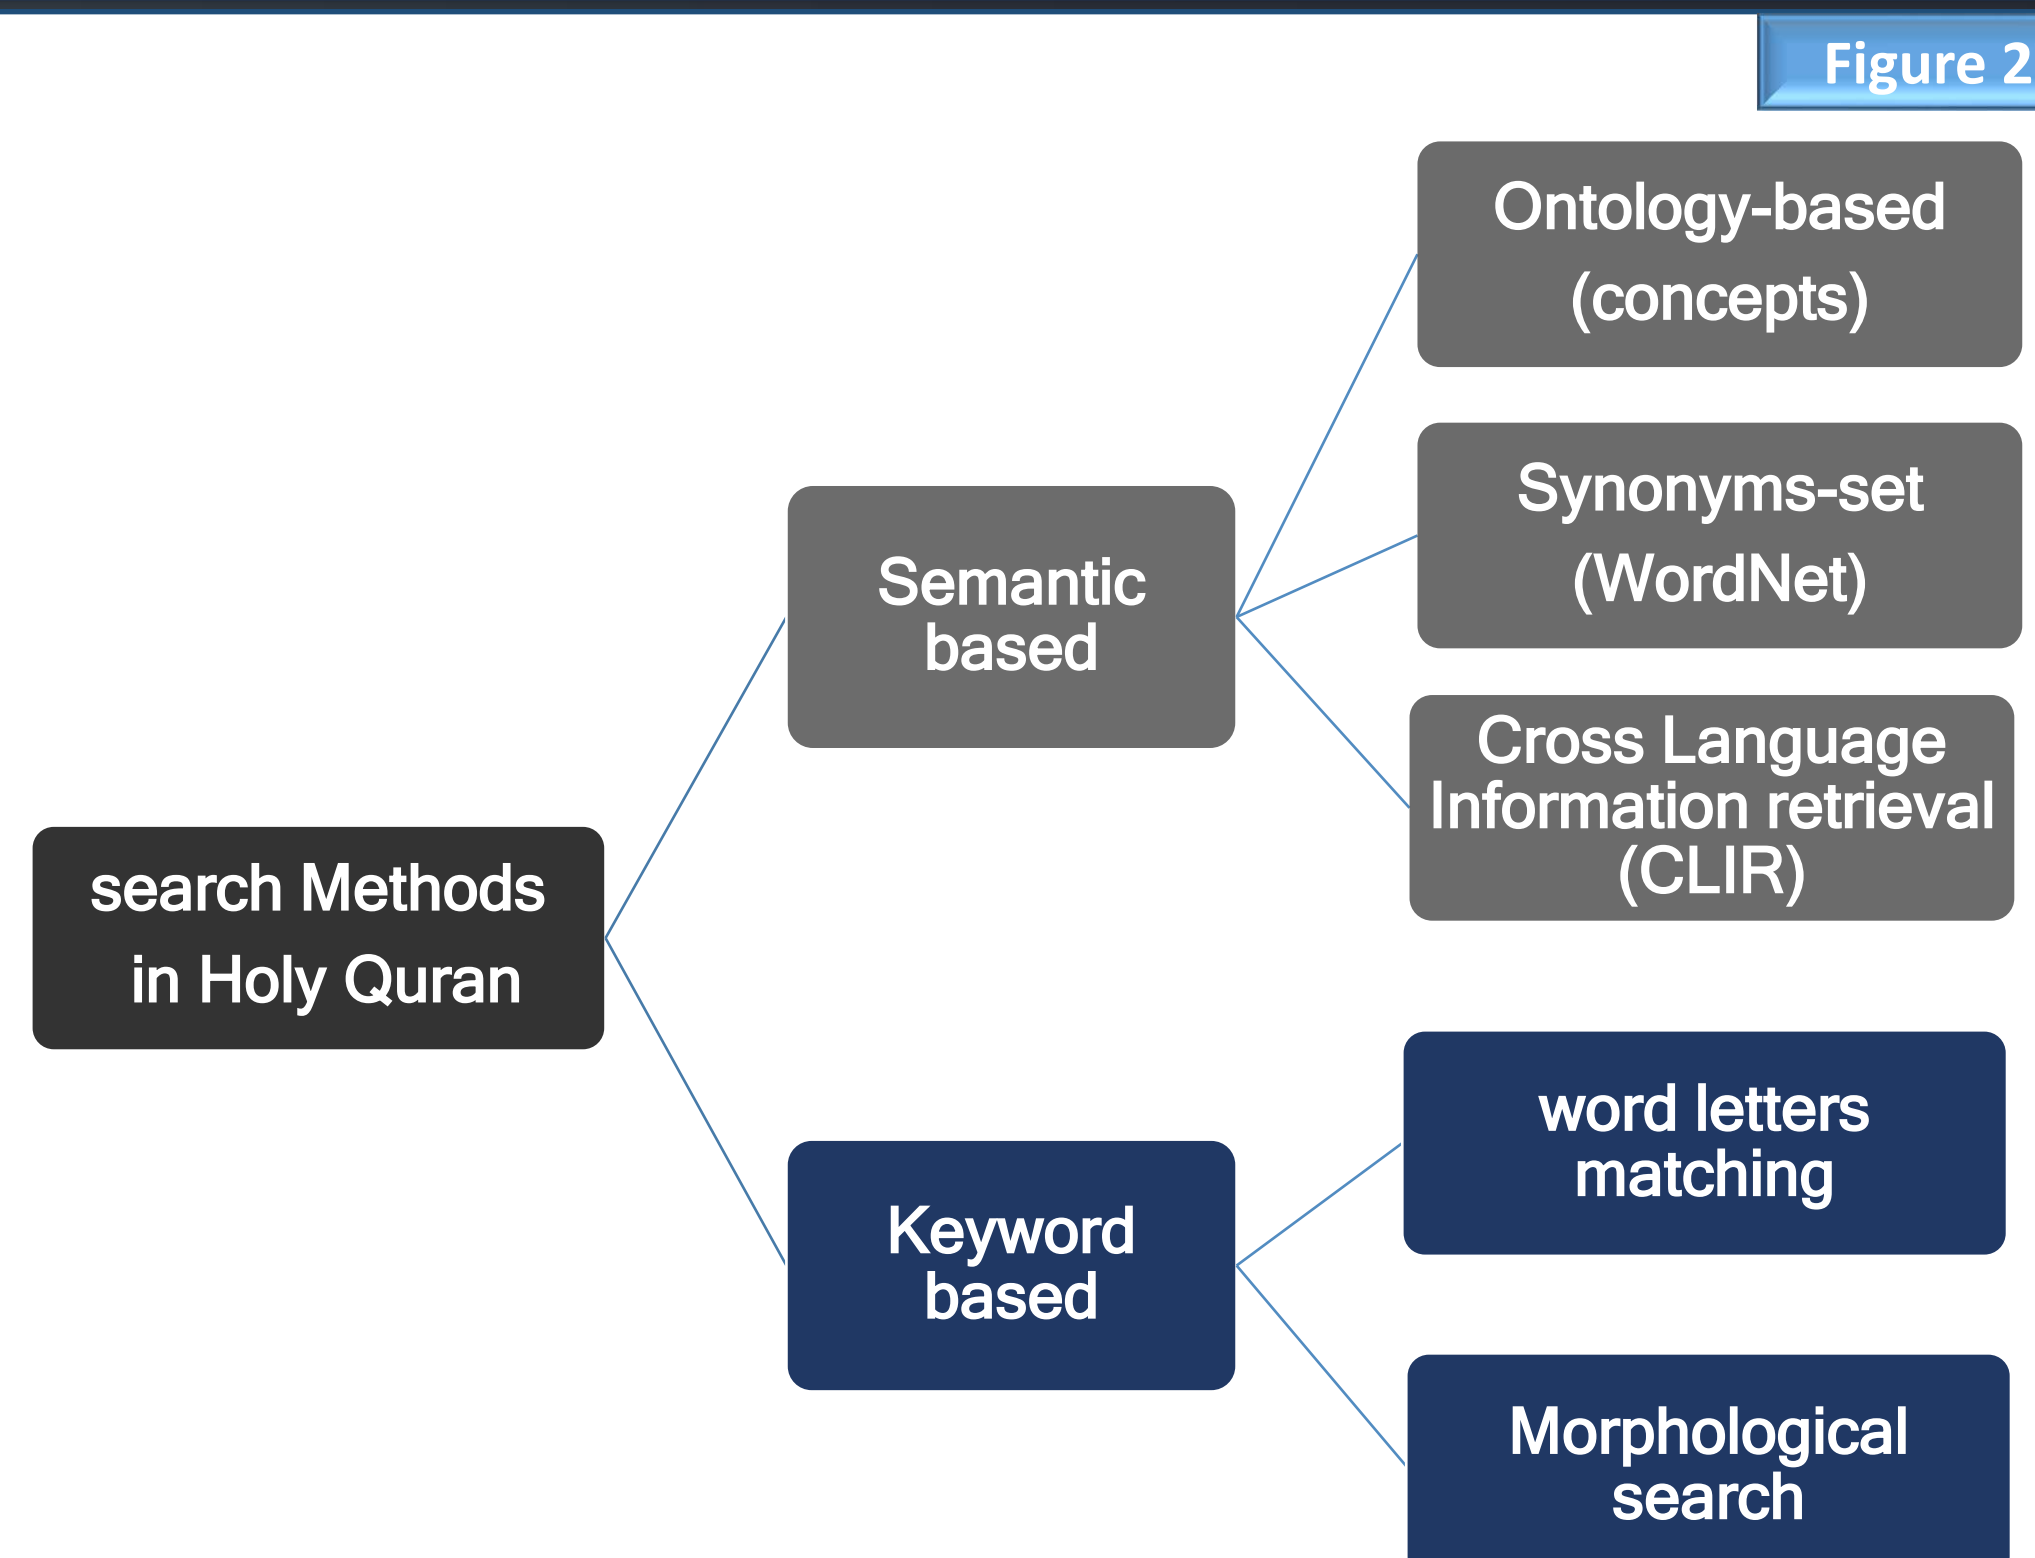 Figure 2
Ontology-based
(concepts)
Synonyms-set
(WordNet)
Semantic
based
Cross Language
Information retrieval
(CLIR)
search Methods
in Holy Quran
word letters
matching
Keyword
based
Morphological
search